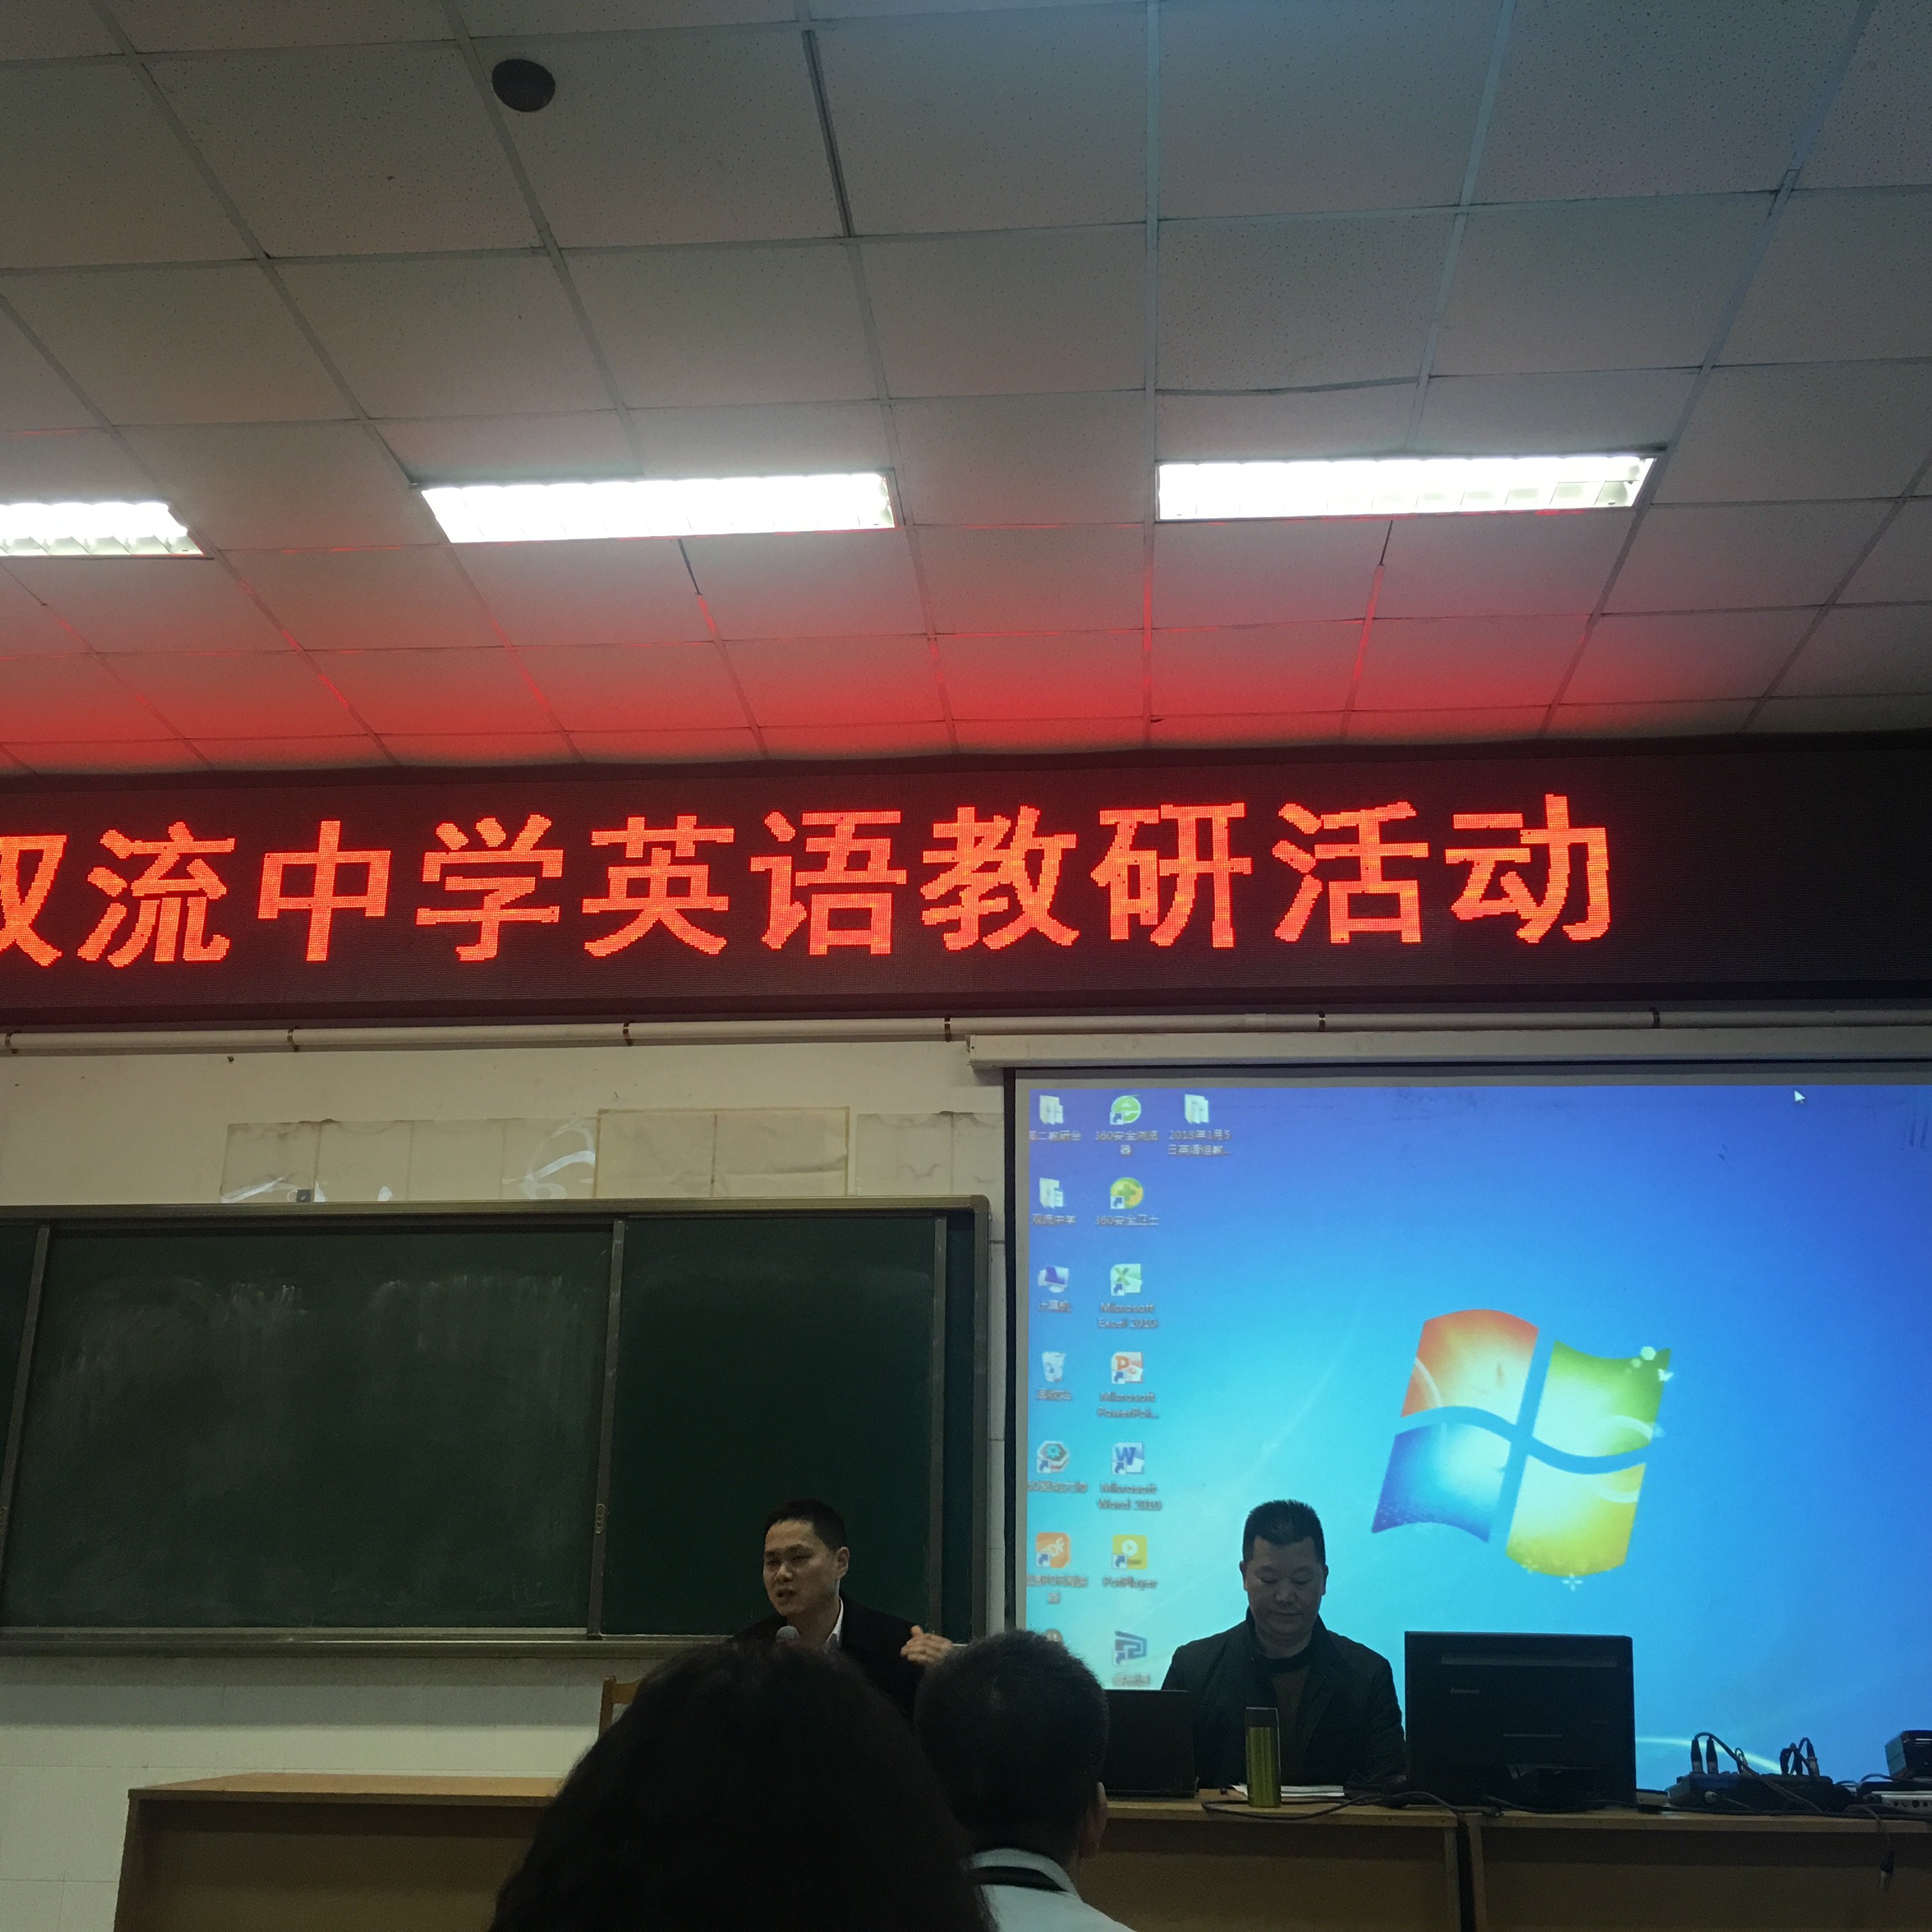 双流中学英语教研活动
360安全浏览器
2018年3月5
日英语组教...
双流中学
360安全卫士
计算机
Microsoft
Excel 2010
Microsoft
PowerPoi...
Microsoft
Word 2010
PotPlayer
lenovo